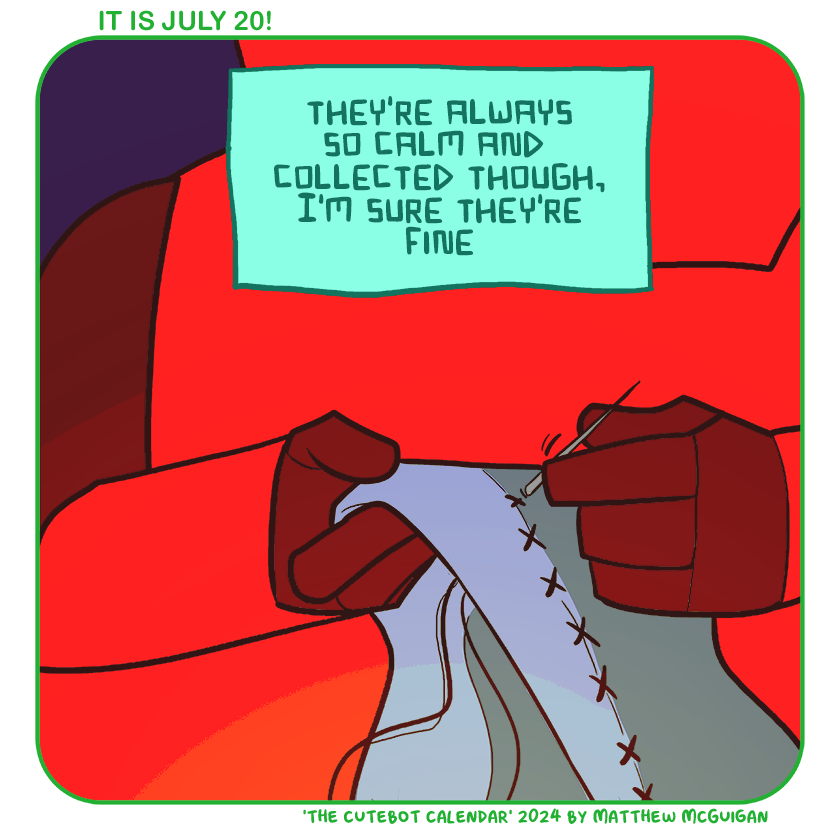 IT IS JULY 20!
THEY'RE ALWAYS
SO CALM AND
COLLECTED THOUGH,
I'M SURE THEY'RE
FINE
'THE CUTEBOT CALENDAR' 2024 BY MATTHEW MCGUIGAN